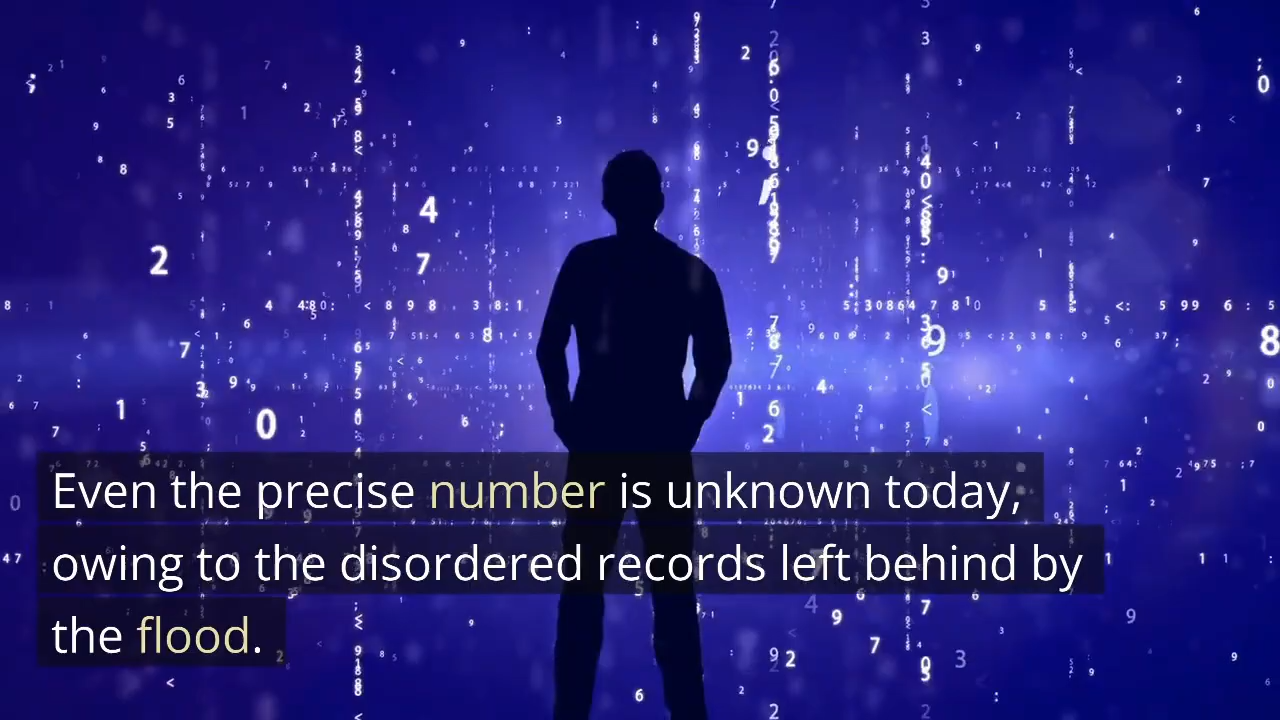 Even the precise number is unknown today,
owing to the disordered records left behind by
the flood.